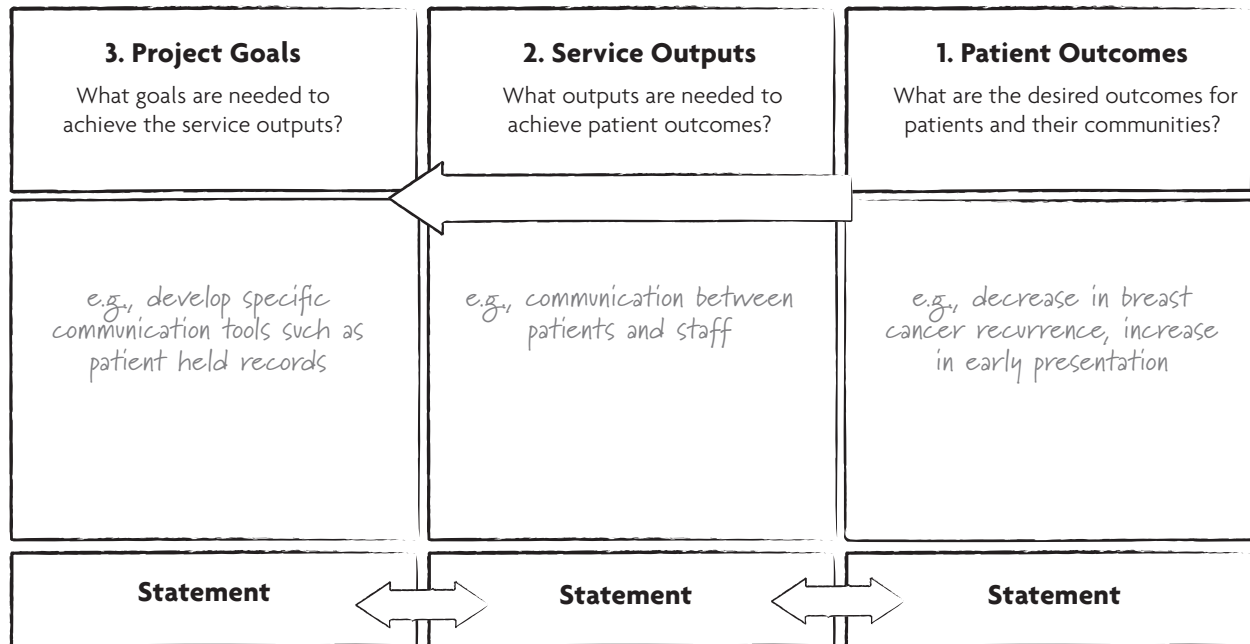 3. Project Goals
What goals are needed to
achieve the service outputs?
2. Service Outputs
What outputs are needed to
achieve patient outcomes?
1. Patient Outcomes
What are the desired outcomes for
patients and their communities?
e.g., develop specific
communication tools such as
patient held records
e.g., communication between
patients and staff
e.g., decrease in breast
cancer recurrence, increase
in early presentation
Statement
Statement
Statement